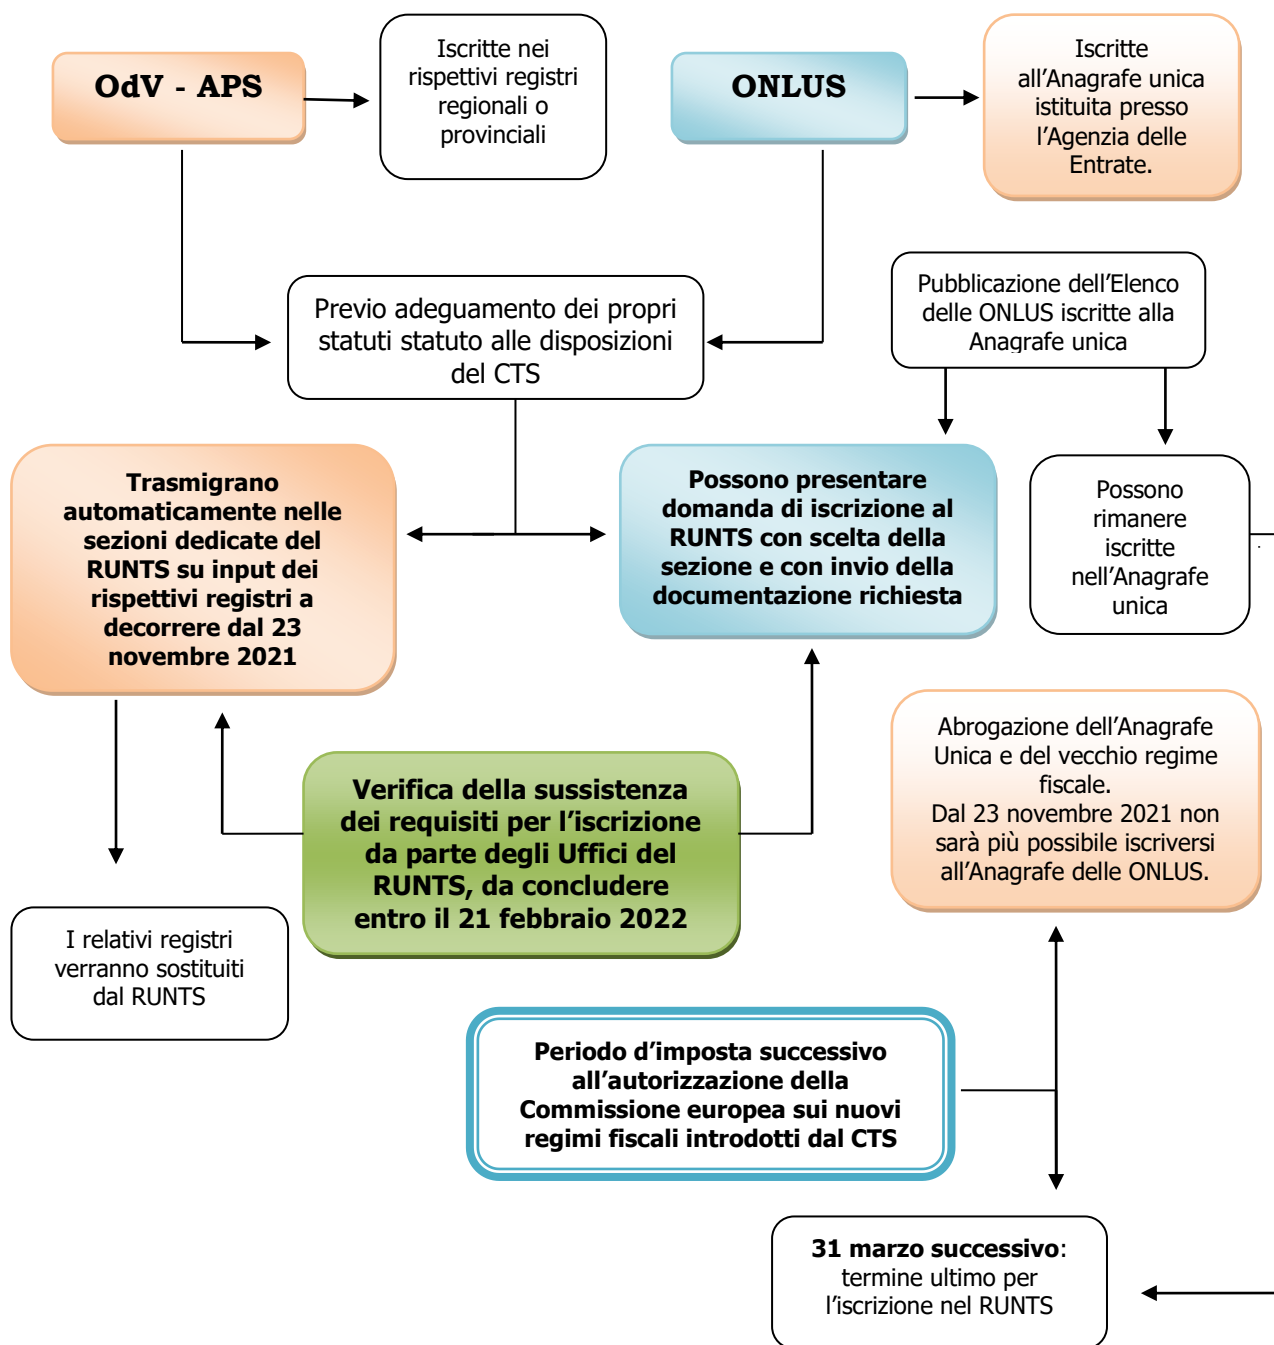 OdV - APS
Iscritte nei
rispettivi registri
regionali o
provinciali
ONLUS
Iscritte
all'Anagrafe unica
istituita presso
l'Agenzia delle
Entrate.
Previo adeguamento dei propri
statuti statuto alle disposizioni
del CTS
Pubblicazione dell'Elenco
delle ONLUS iscritte alla
Anagrafe unica
Trasmigrano
automaticamente nelle
sezioni dedicate del
RUNTS su input dei
rispettivi registri a
decorrere dal 23
novembre 2021
Possono presentare
domanda di iscrizione al
RUNTS con scelta della
sezione e con invio della
documentazione richiesta
Possono
rimanere
iscritte
nell'Anagrafe
unica
Verifica della sussistenza
dei requisiti per l'iscrizione
da parte degli Uffici del
RUNTS, da concludere
entro il 21 febbraio 2022
Abrogazione dell'Anagrafe
Unica e del vecchio regime
fiscale.
Dal 23 novembre 2021 non
sarà più possibile iscriversi
all'Anagrafe delle ONLUS.
I relativi registri
verranno sostituiti
dal RUNTS
Periodo d'imposta successivo
all'autorizzazione della
Commissione europea sui nuovi
regimi fiscali introdotti dal CTS
31 marzo successivo:
termine ultimo per
l'iscrizione nel RUNTS